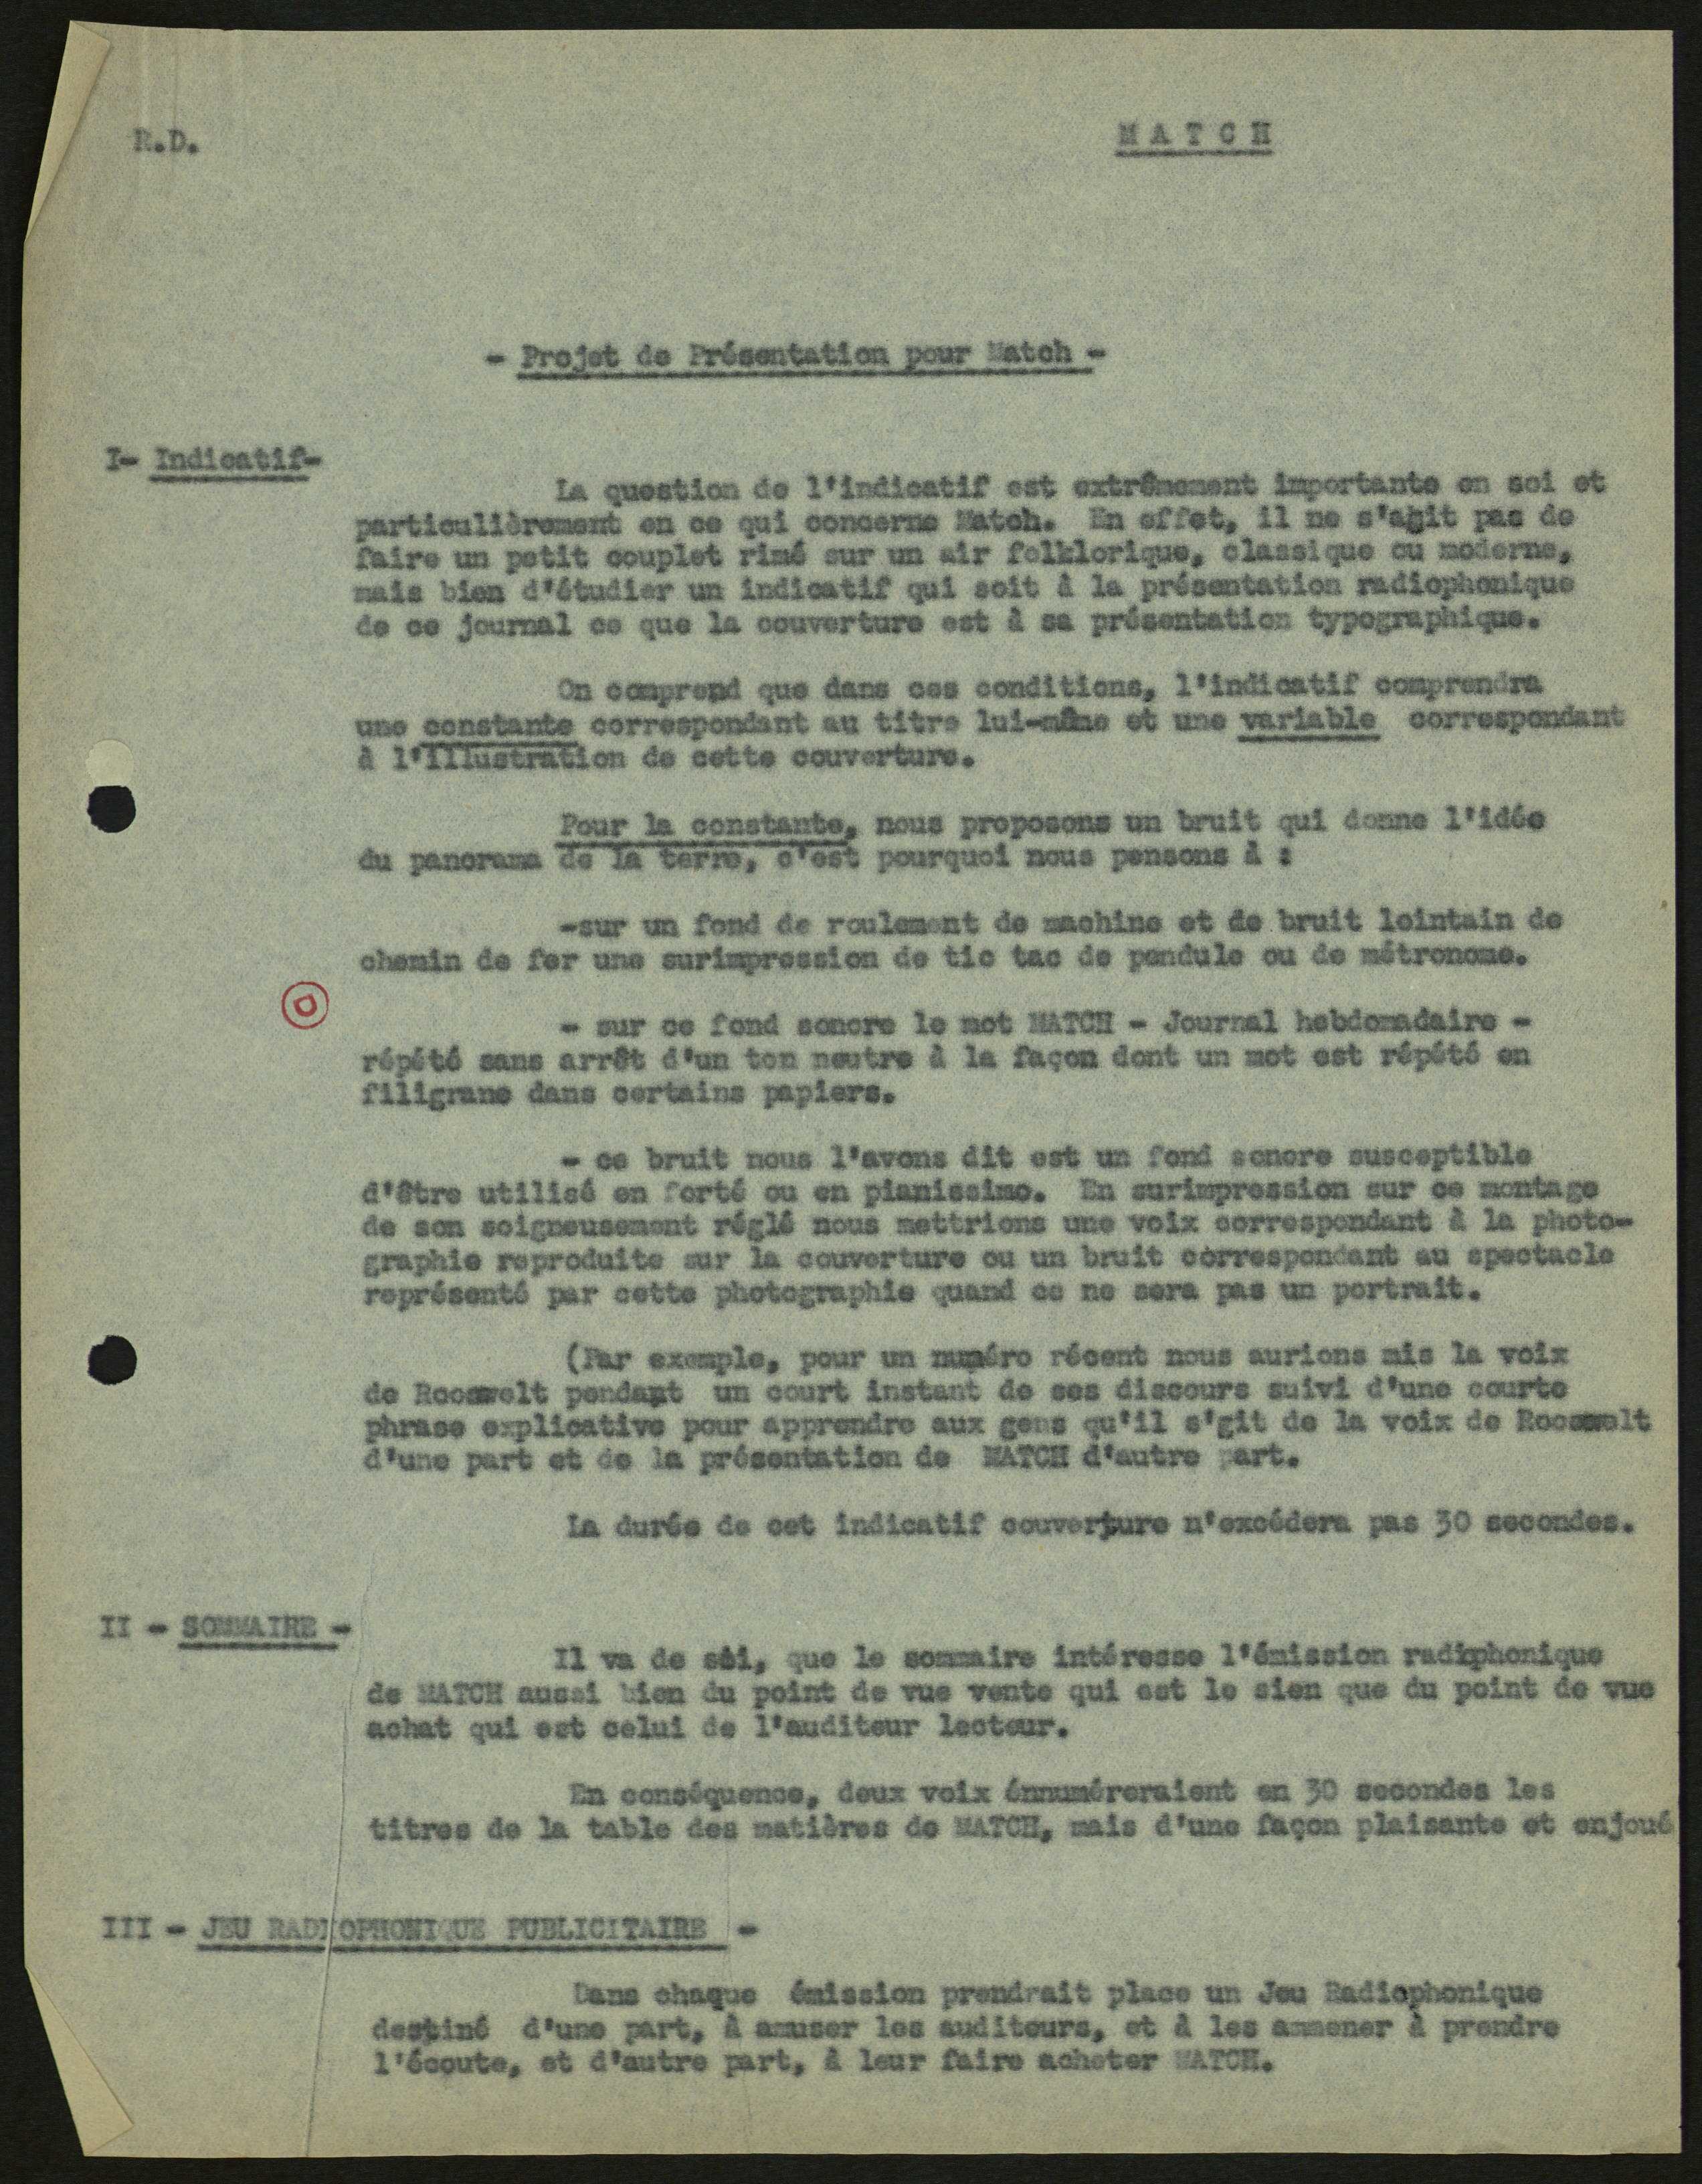 R.D.
MATCH
- Projet de Présentation pour Match -
I- Indicatif-
La question de l'indicatif est extrêmement importante en soi et
particulièrement en ce qui concerne Match. En effet, il ne s'agit pas de
faire un petit couplet rimé sur un air folklorique, classique ou moderne,
mais bien d'étudier un indicatif qui soit à la présentation radiophonique
de ce journal ce que la couverture est à sa présentation typographique.
On comprend que dans ces conditions, l'indicatif comprendra
une constante correspondant au titre lui-même et une variable correspondant
à l'illustration de cette couverture.
Pour la constante, nous proposons un bruit qui donne l'idée
du panorama de la terre, c'est pourquoi nous pensons à :
-sur un fond de roulement de machine et de bruit lointain de
chemin de fer une surimpression de tic tac de pendule ou de métronome.
- sur ce fond sonore le mot MATCH - Journal hebdomadaire -
répété sans arrêt d'un ton neutre à la façon dont un mot est répété en
filigrane dans certains papiers.
- ce bruit nous l'avons dit est un fond sonore susceptible
d'être utilisé en forté ou en pianissimo. En surimpression sur ce montage
de son soigneusement réglé nous mettrions une voix correspondant à la photo-
graphie reproduite sur la couverture ou un bruit correspondant au spectacle
représenté par cette photographie quand ce ne sera pas un portrait.
(Par exemple, pour un numéro récent nous aurions mis la voix
de Roosevelt pendant un court instant de ses discours suivi d'une courte
phrase explicative pour apprendre aux gens qu'il s'git de la voix de Roosevelt
d'une part et de la présentation de MATCH d'autre part.
La durée de cet indicatif couverture n'excédera pas 30 secondes.
II - SOMMAIRE -
Il va de soi, que le sommaire intéresse l'émission radiophonique
de MATCH aussi bien du point de vue vente qui est le sien que du point de vue
achat qui est celui de l'auditeur lecteur.
En conséquence, deux voix énnuméreraient en 30 secondes les
titres de la table des matières de MATCH, mais d'une façon plaisante et enjoué
III - JEU RADIOPHONIQUE PUBLICITAIRE -
Dans chaque émission prendrait place un Jeu Radiophonique
destiné d'une part, à amuser les auditeurs, et à les ammener à prendre
l'écoute, et d'autre part, à leur faire acheter MATCH.